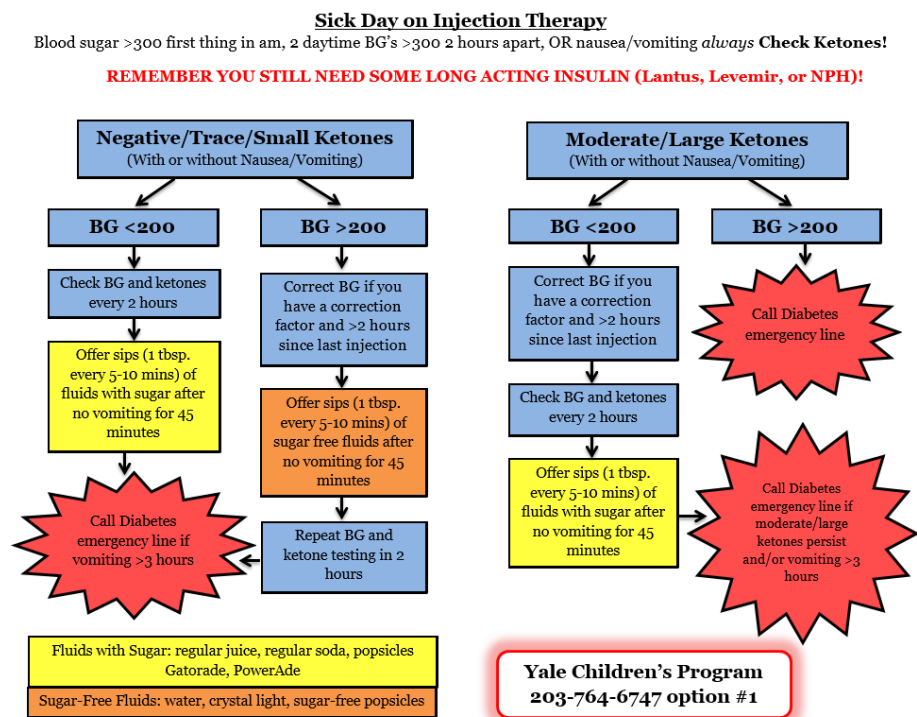 Sick Day on Injection Therapy
Blood sugar >300 first thing in am, 2 daytime BG's >300 2 hours apart, OR nausea/vomiting always Check Ketones!
REMEMBER YOU STILL NEED SOME LONG ACTING INSULIN (Lantus, Levemir, or NPH)!
Negative/Trace/Small Ketones
(With or without Nausea/Vomiting)
BG <200
Check BG and ketones
every 2 hours
Offer sips (1 tbsp.
every 5-10 mins) of
fluids with sugar after
no vomiting for 45
minutes
Call Diabetes
emergency line if
vomiting >3 hours
BG >200
Correct BG if you
have a correction
factor and >2 hours
since last injection
Offer sips (1 tbsp.
every 5-10 mins) of
sugar free fluids after
no vomiting for 45
minutes
Repeat BG and
ketone testing in 2
hours
Moderate/Large Ketones
(With or without Nausea/Vomiting)
BG <200
Correct BG if you
have a correction
factor and >2 hours
since last injection
Check BG and ketones
every 2 hours
Offer sips (1 tbsp.
every 5-10 mins) of
fluids with sugar after
no vomiting for 45
minutes
Call Diabetes
emergency line if
moderate/large
ketones persist
and/or vomiting >3
hours
BG >200
Call Diabetes
emergency line
Fluids with Sugar: regular juice, regular soda, popsicles
Gatorade, PowerAde
Sugar-Free Fluids: water, crystal light, sugar-free popsicles
Yale Children's Program
203-764-6747 option #1